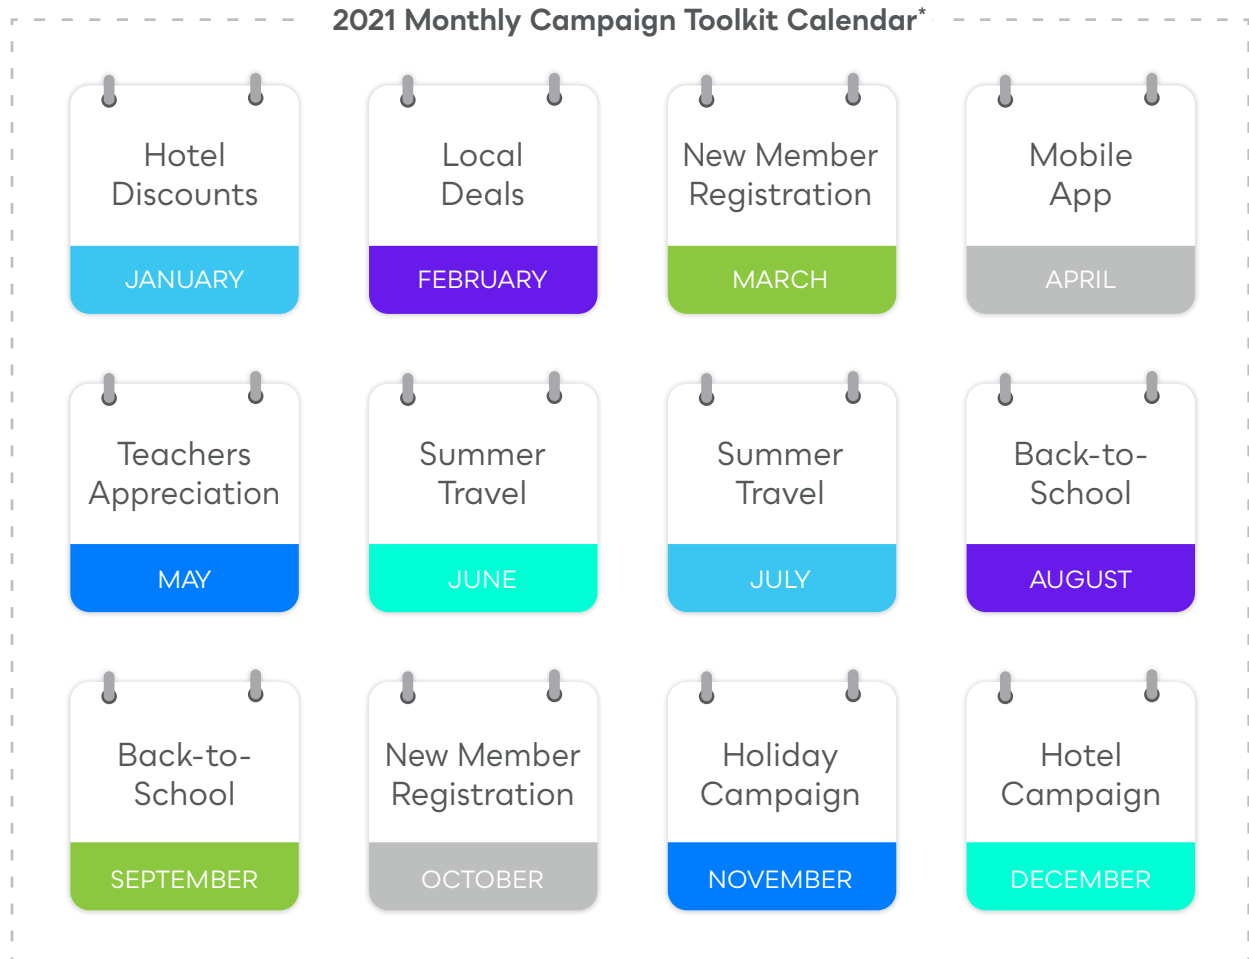 2021 Monthly Campaign Toolkit Calendar*
Hotel
Discounts
JANUARY
Local
Deals
FEBRUARY
New Member
Registration
MARCH
Mobile
App
APRIL
Teachers
Appreciation
MAY
Summer
Travel
JUNE
Summer
Travel
JULY
Back-to-
School
AUGUST
Back-to-
School
SEPTEMBER
New Member
Registration
OCTOBER
Holiday
Campaign
NOVEMBER
Hotel
Campaign
DECEMBER